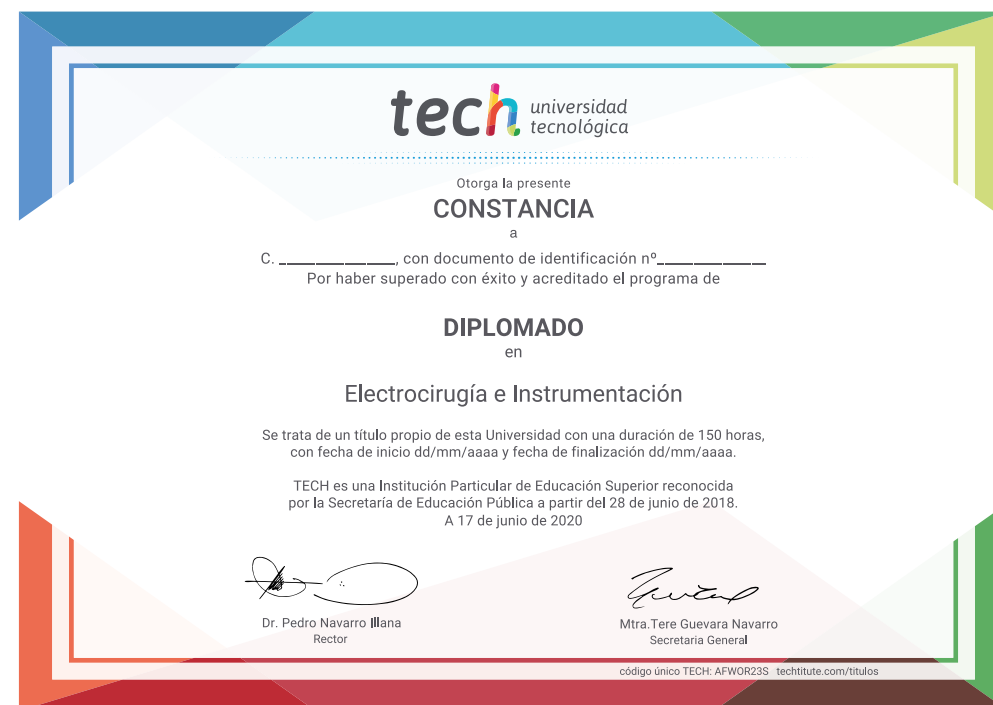 tech universidad
tecnológica
Otorga la presente
CONSTANCIA
a
C. ______________, con documento de identificación nº_____________
Por haber superado con éxito y acreditado el programa de
DIPLOMADO
en
Electrocirugía e Instrumentación
Se trata de un título propio de esta Universidad con una duración de 150 horas,
con fecha de inicio dd/mm/aaaa y fecha de finalización dd/mm/aaaa.
TECH es una Institución Particular de Educación Superior reconocida
por la Secretaría de Educación Pública a partir del 28 de junio de 2018.
A 17 de junio de 2020
Dr. Pedro Navarro Illana
Rector
Mtra.Tere Guevara Navarro
Secretaria General
código único TECH: AFWOR23S techtitute.com/titulos